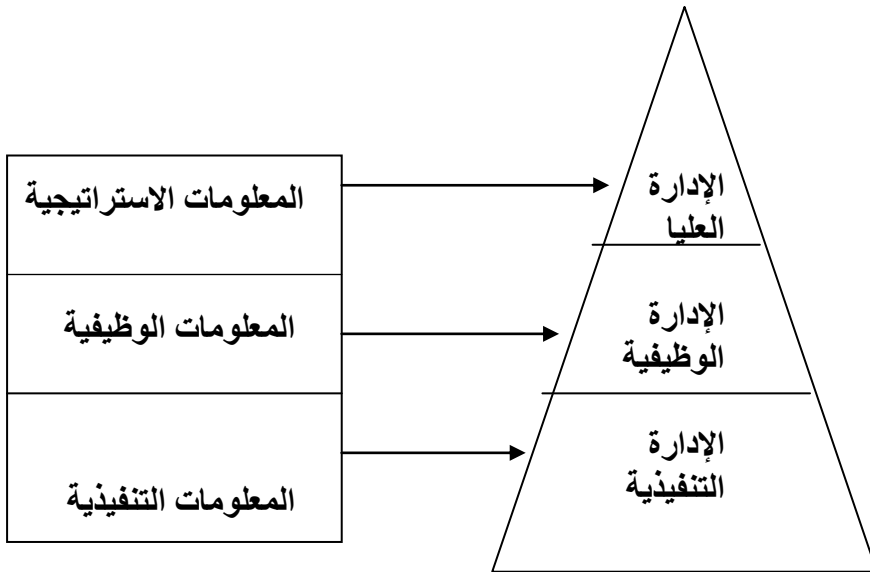 المعلومات الاستراتيجية
المعلومات الوظيفية
المعلومات التنفيذية
الإدارة
العليا
الإدارة
الوظيفية
الإدارة
التنفيذية